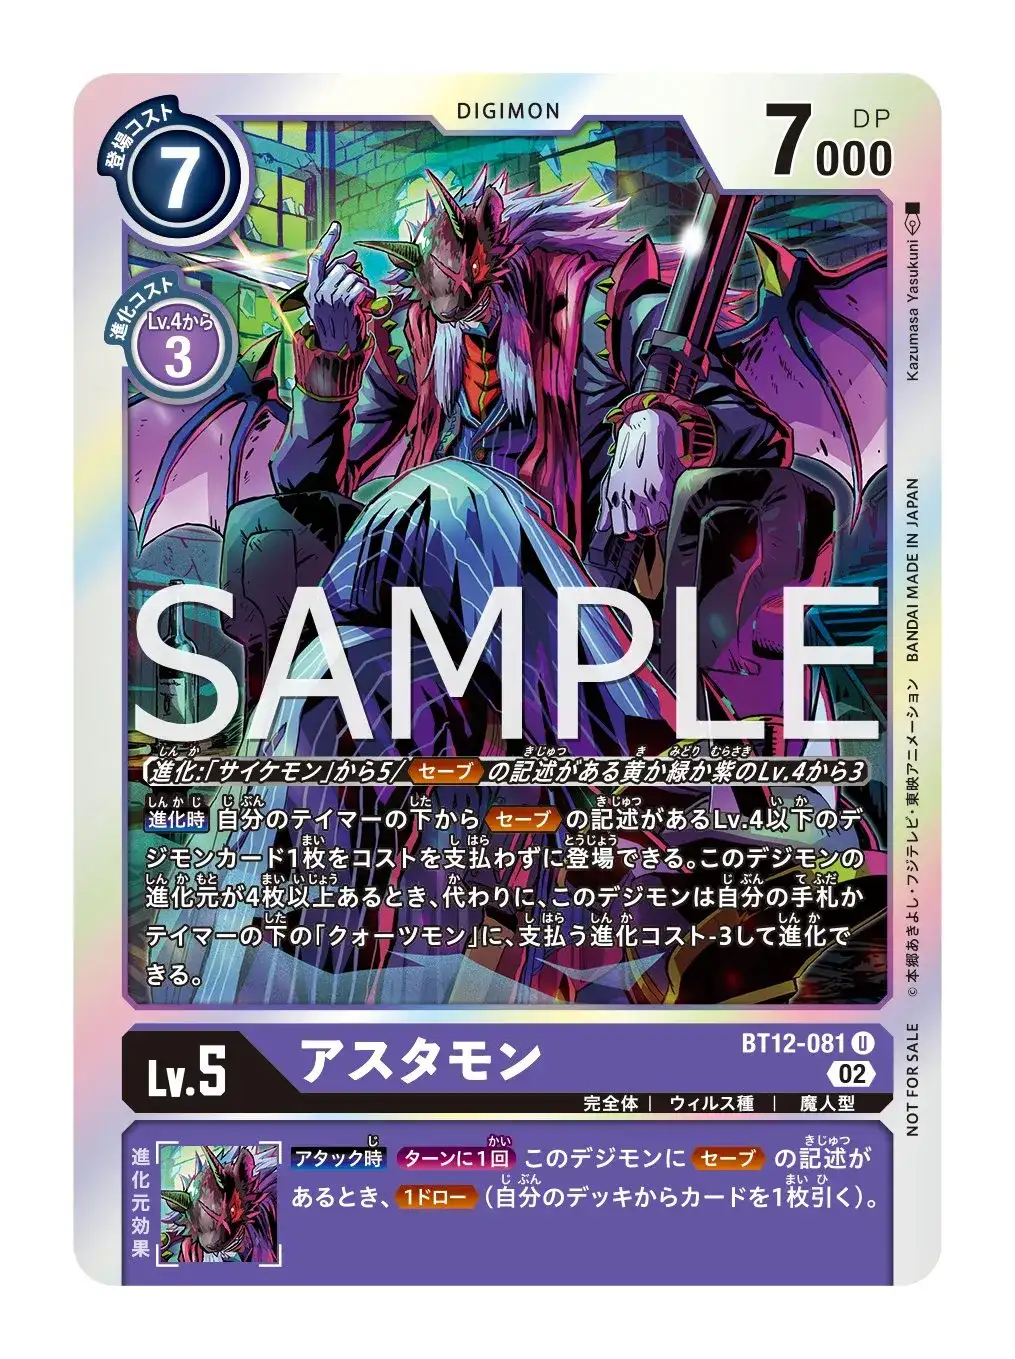 DIGIMON
登場コスト
7
7000
DP
進化コスト
Lv.4から
3
Kazumasa Yasukuni
BANDAI MADE IN JAPAN
© 本郷あきよし・フジテレビ・東映アニメーション
NOT FOR SALE
SAMPLE
進化:「サイケモン」から5/セーブの記述がある黄か緑か紫のLv.4から3
進化時 自分のテイマーの下からセーブの記述があるLv.4以下のデ
ジモンカード1枚をコストを支払わずに登場できる。このデジモンの
進化元が4枚以上あるとき、代わりに、このデジモンは自分の手札か
テイマーの下の「クォーツモン」に、支払う進化コスト-3して進化で
きる。
BT12-081 U
Lv.5 アスタモン
02
完全体 | ウィルス種 | 魔人型
進化元効果
アタック時 ターンに1回 このデジモンにセーブの記述が
あるとき、1ドロー(自分のデッキからカードを1枚引く)。